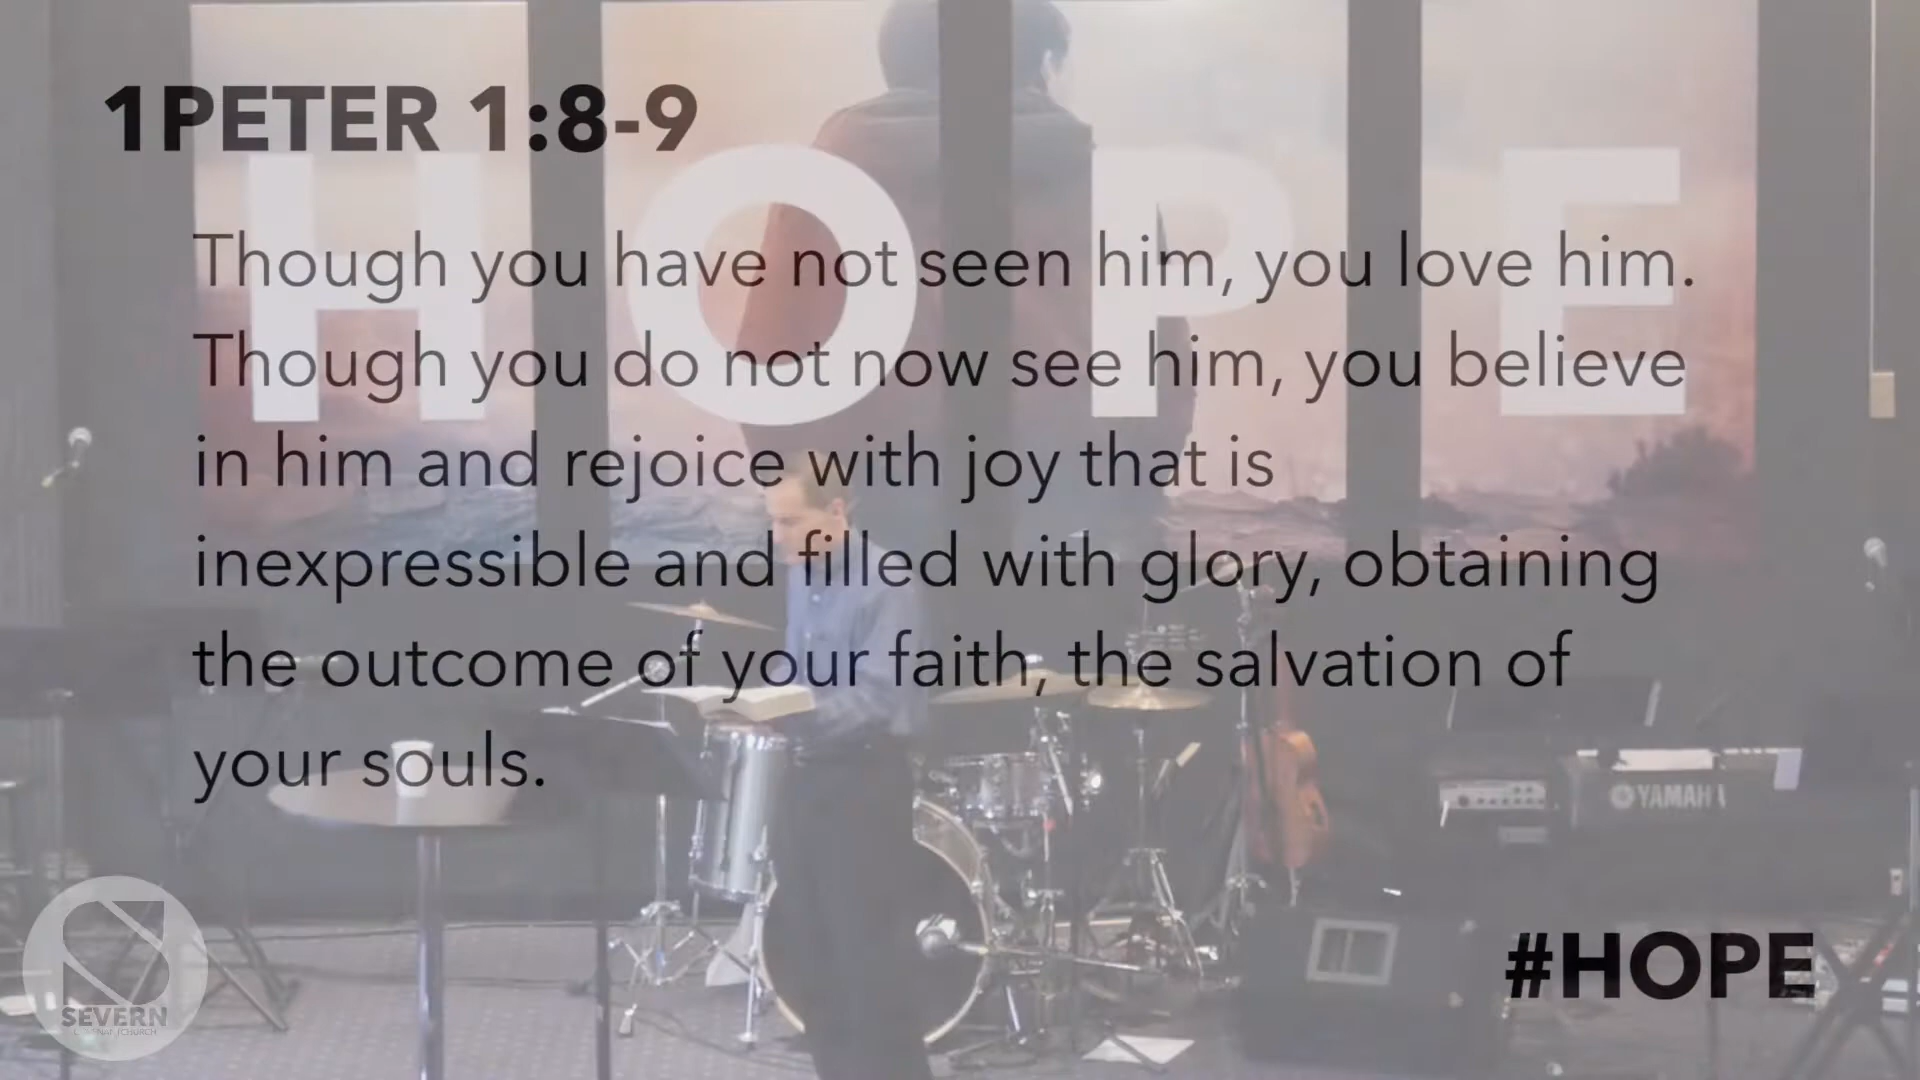 1PETER 1:8-9
HOPE
Though you have not seen him, you love him.
Though you do not now see him, you believe
in him and rejoice with joy that is
inexpressible and filled with glory, obtaining
the outcome of your faith, the salvation of
your souls.
YAMAHA
#HOPE
SEVERN
COVENANT CHURCH